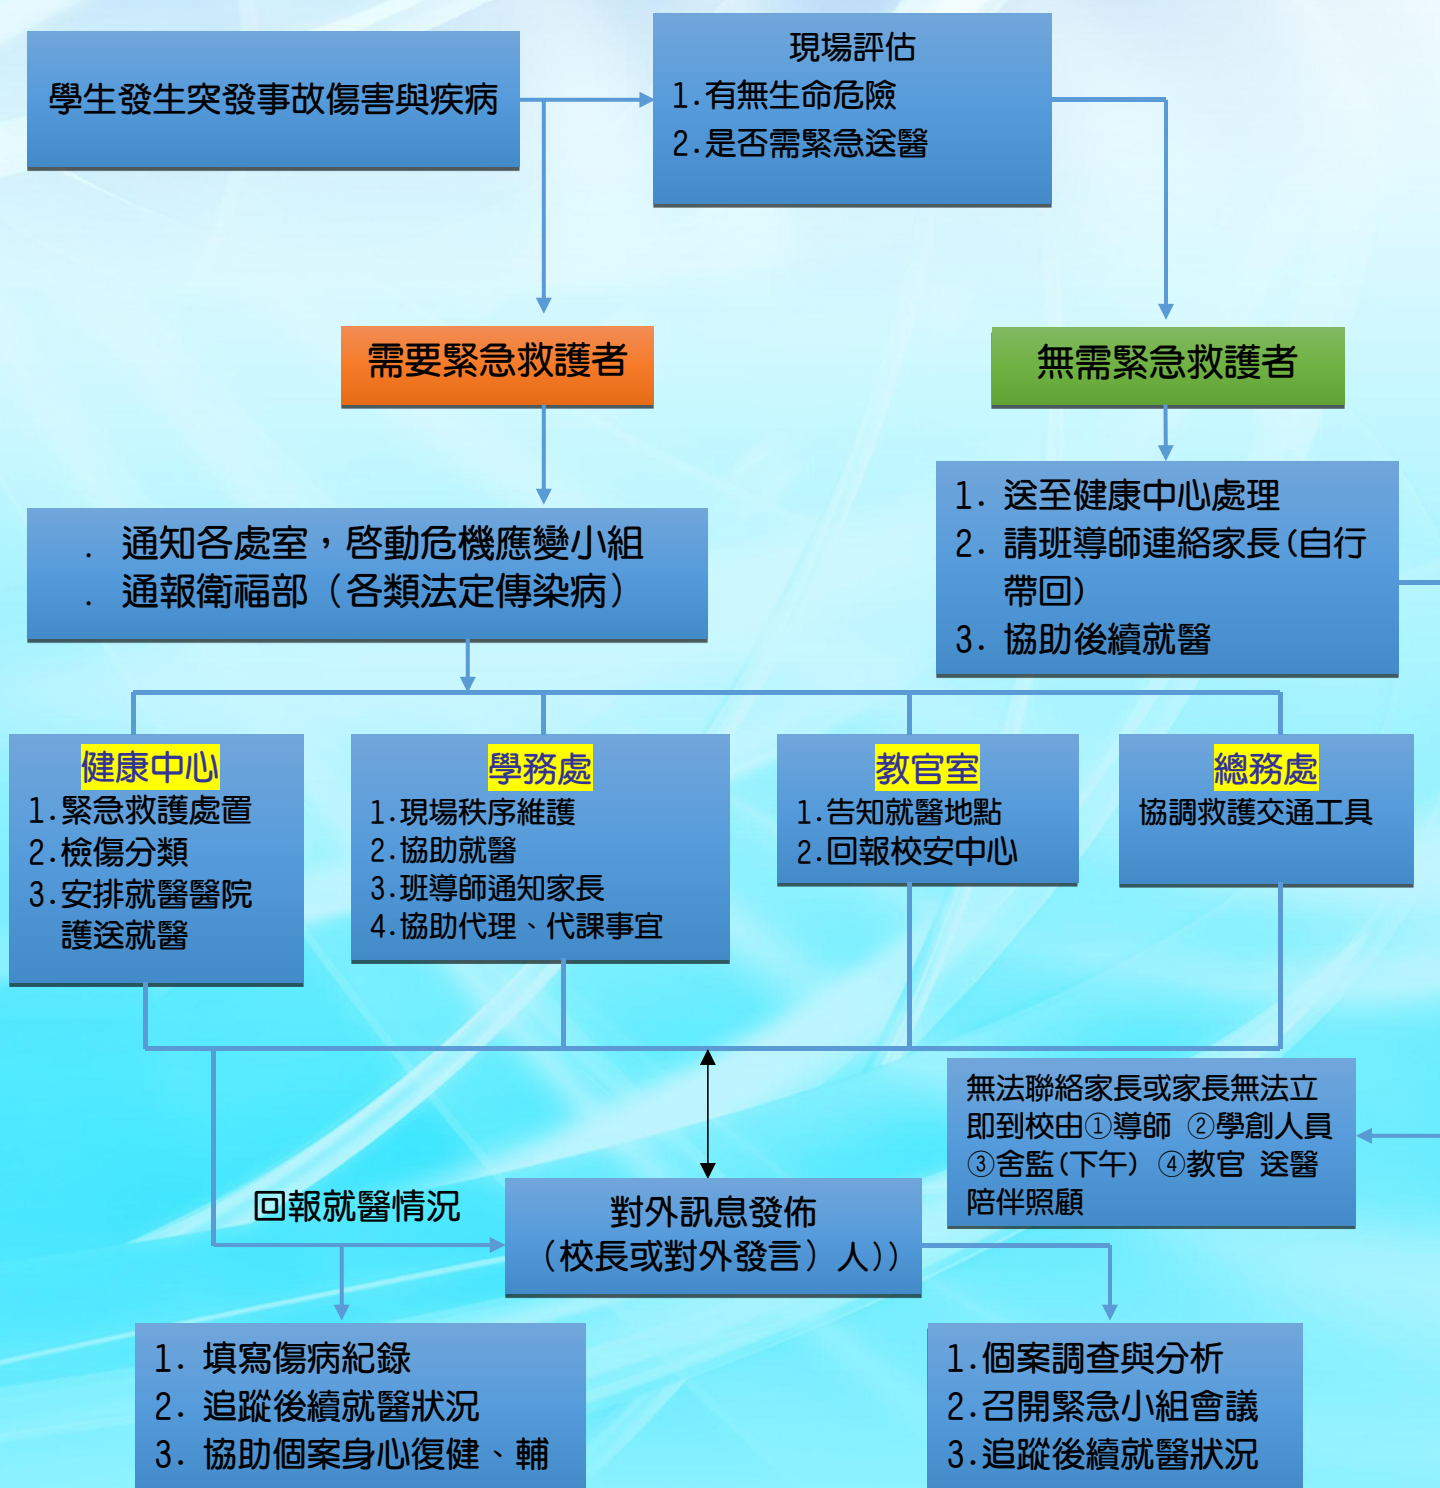 學生發生突發事故傷害與疾病
現場評估
1.有無生命危險
2.是否需緊急送醫
需要緊急救護者
無需緊急救護者
. 通知各處室，啓動危機應變小組
. 通報衛福部（各類法定傳染病）
1. 送至健康中心處理
2. 請班導師連絡家長(自行
帶回)
3. 協助後續就醫
健康中心
1.緊急救護處置
2.檢傷分類
3.安排就醫醫院
護送就醫
學務處
1.現場秩序維護
2.協助就醫
3.班導師通知家長
4.協助代理、代課事宜
教官室
1.告知就醫地點
2.回報校安中心
總務處
協調救護交通工具
無法聯絡家長或家長無法立
即到校由①導師 ②學創人員
③舍監(下午) ④教官 送醫
陪伴照顧
回報就醫情況
對外訊息發佈
（校長或對外發言）人))
1. 填寫傷病紀錄
2. 追蹤後續就醫狀況
3. 協助個案身心復健、輔
1.個案調查與分析
2.召開緊急小組會議
3.追蹤後續就醫狀況